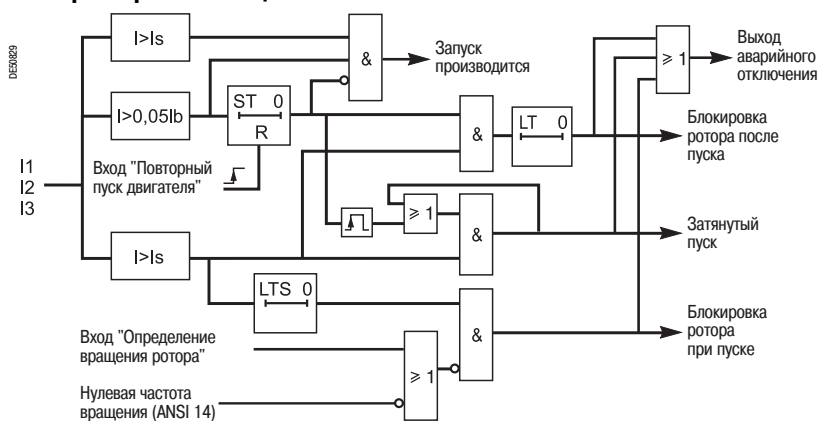 DE50829
I>Is
&
Запуск
производится
≥ 1
Выход
аварийного
отключения
I>0,05Ib
ST 0
R
&
LT 0
Блокировка
ротора после
пуска
I1
I2
I3
Вход "Повторный
пуск двигателя"
≥ 1
&
Затянутый
пуск
I>Is
LTS 0
&
Блокировка
ротора
при пуске
Вход "Определение
вращения ротора"
≥ 1
Нулевая частота
вращения (ANSI 14)